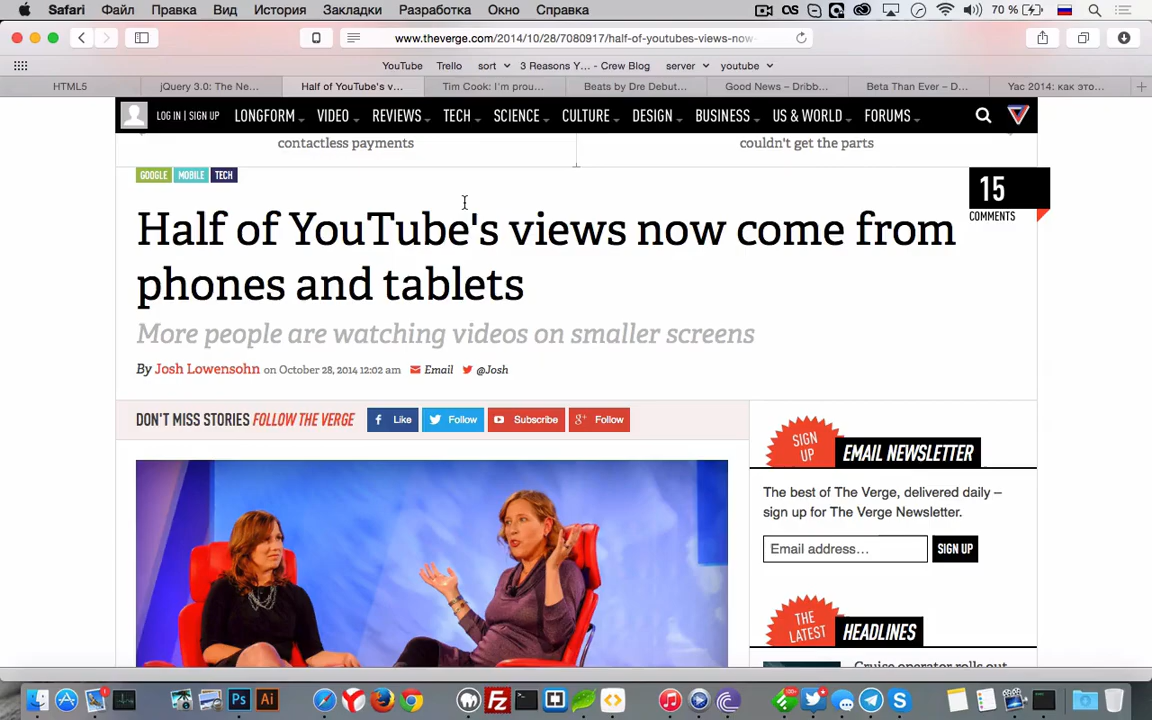 Safari Файл Правка Вид История Закладки Разработка Окно Справка
70 %
www.theverge.com/2014/10/28/7080917/half-of-youtubes-views-now-
YouTube Trello sort 3 Reasons Y... - Crew Blog server youtube
HTML5
jQuery 3.0: The Ne...
Half of YouTube's v...
Tim Cook: I'm prou...
Beats by Dre Debut...
Good News – Dribb...
Beta Than Ever – D...
Yac 2014: как это...
LOG IN | SIGN UP LONGFORM VIDEO REVIEWS TECH SCIENCE CULTURE DESIGN BUSINESS US & WORLD FORUMS
contactless payments
couldn't get the parts
GOOGLE MOBILE TECH
15
COMMENTS
Half of YouTube's views now come from
phones and tablets
More people are watching videos on smaller screens
By Josh Lowensohn on October 28, 2014 12:02 am Email @Josh
DON'T MISS STORIES FOLLOW THE VERGE Like Follow Subscribe Follow
SIGN
UP
EMAIL NEWSLETTER
The best of The Verge, delivered daily –
sign up for The Verge Newsletter.
Email address...
SIGN UP
THE
LATEST
HEADLINES
Cruise operator rolls out
Ps Ai Fz